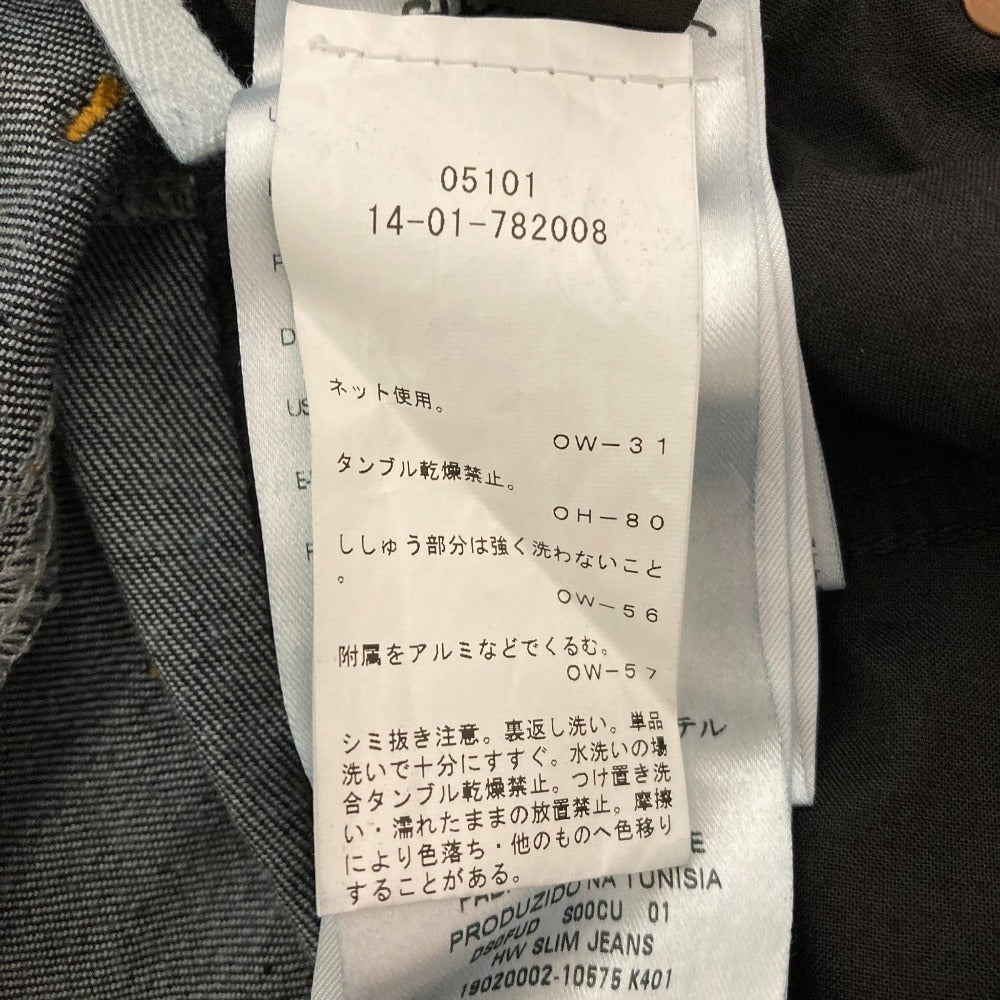 05101
14-01-782008
ネット使用。
OW-31
タンブル乾燥禁止。
OH-80
ししゅう部分は強く洗わないこと
。
OW-56
附属をアルミなどでくるむ。
OW-57
シミ抜き注意。裏返し洗い。単品
洗いで十分にすすぐ。水洗いの場
合タンブル乾燥禁止。つけ置き洗
い・濡れたままの放置禁止。摩擦
により色落ち・他のものへ色移り
することがある。
D
US
テル
E
PRODUZIDO NA TUNISIA
DSOFUD S00CU 01
HW SLIM JEANS
19020002-10575 K401